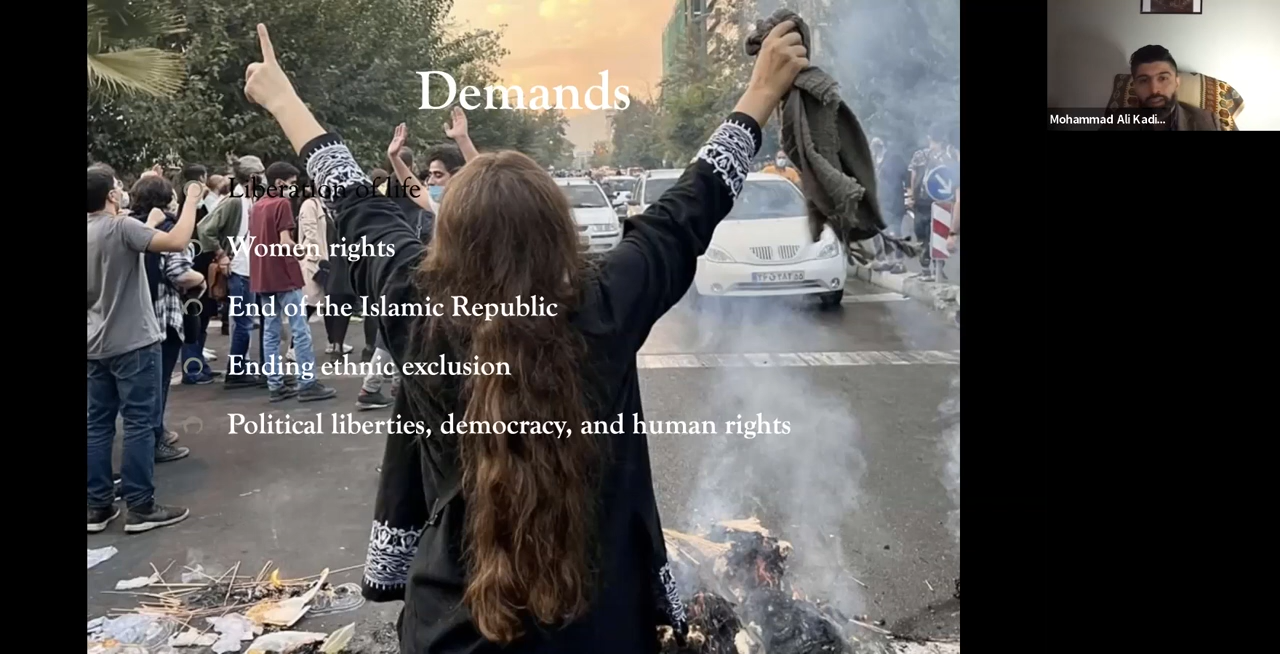 Demands
Liberation of life
Women rights
End of the Islamic Republic
Ending ethnic exclusion
Political liberties, democracy, and human rights
Mohammad Ali Kadi...